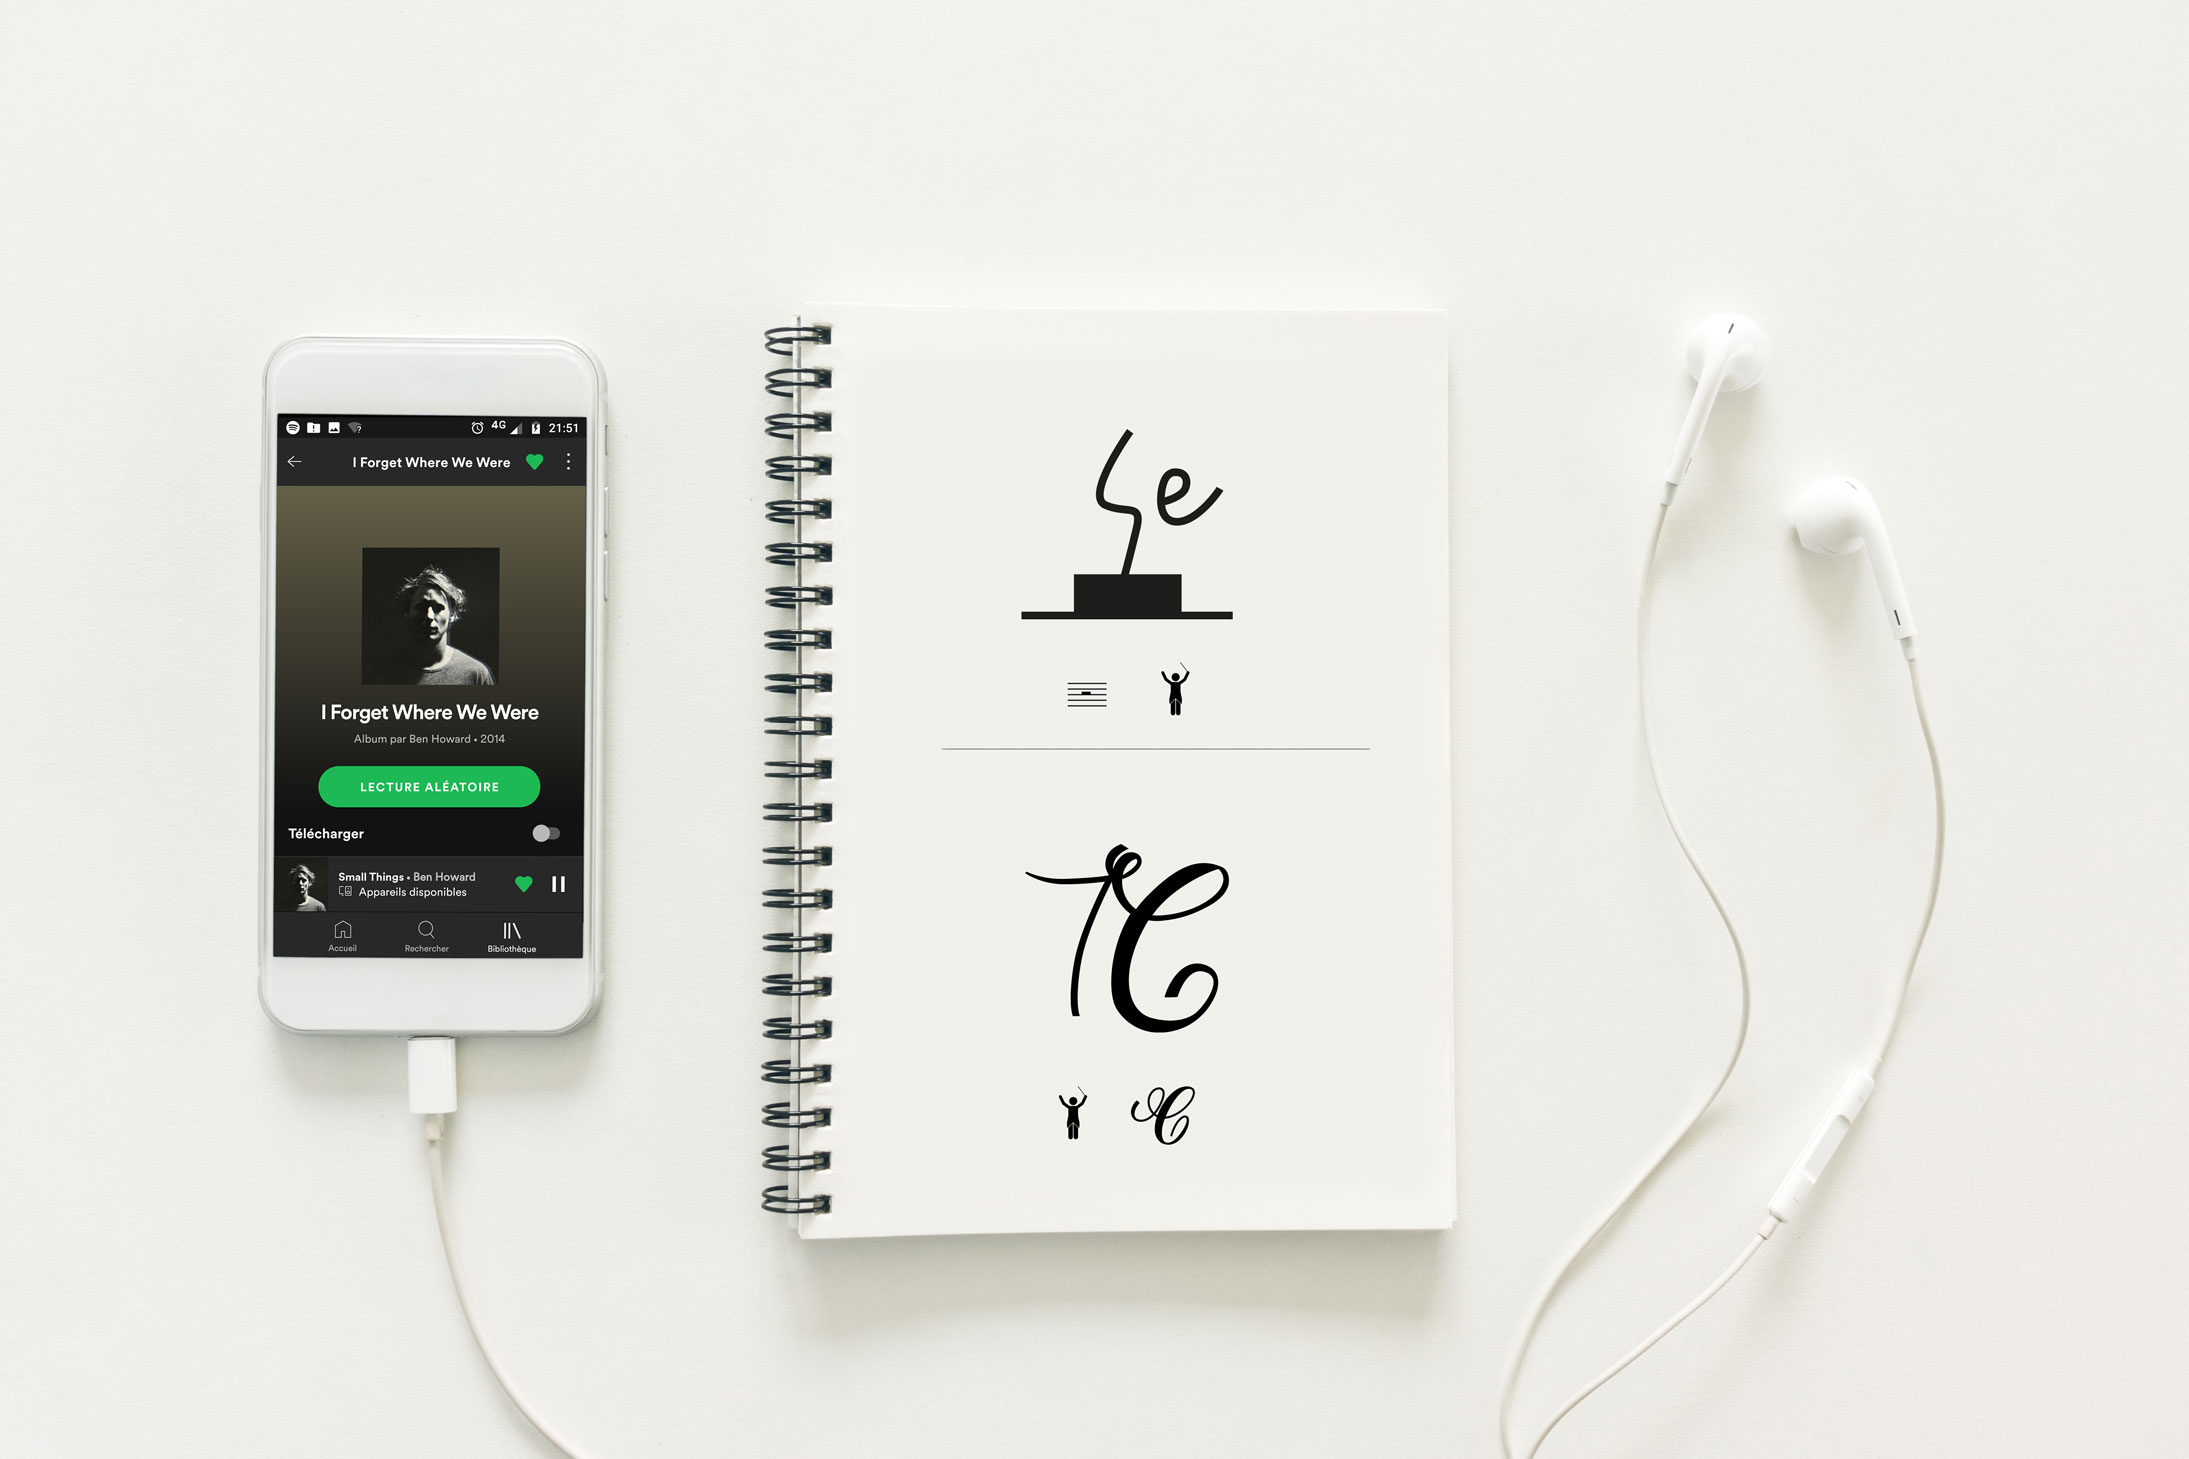 4G 21:51
I Forget Where We Were
I Forget Where We Were
Album par Ben Howard • 2014
LECTURE ALÉATOIRE
Télécharger
Small Things • Ben Howard
Appareils disponibles
Accueil Rechercher Bibliothèque
e
C
C